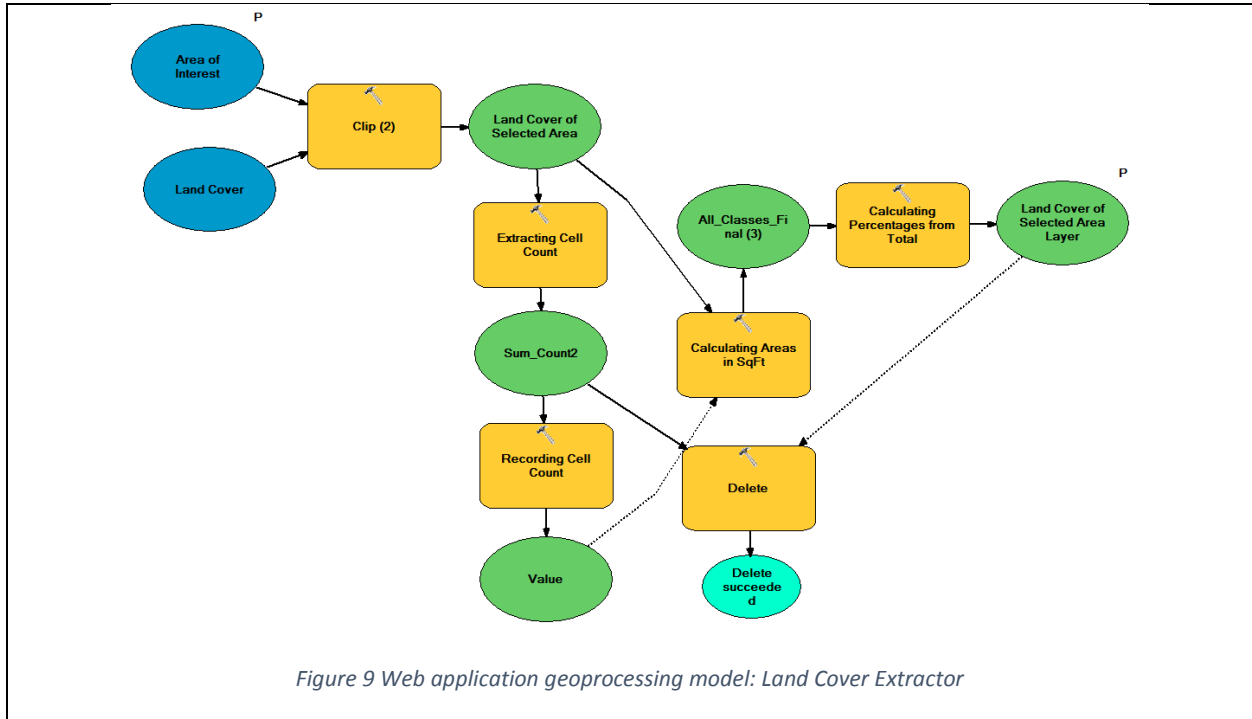 P
Area of
Interest
Clip (2)
Land Cover of
Selected Area
Land Cover
P
All_Classes_Fi
nal (3)
Calculating
Percentages from
Total
Land Cover of
Selected Area
Layer
Extracting Cell
Count
Sum_Count2
Calculating Areas
in SqFt
Recording Cell
Count
Delete
Value
Delete
succeede
d
Figure 9 Web application geoprocessing model: Land Cover Extractor